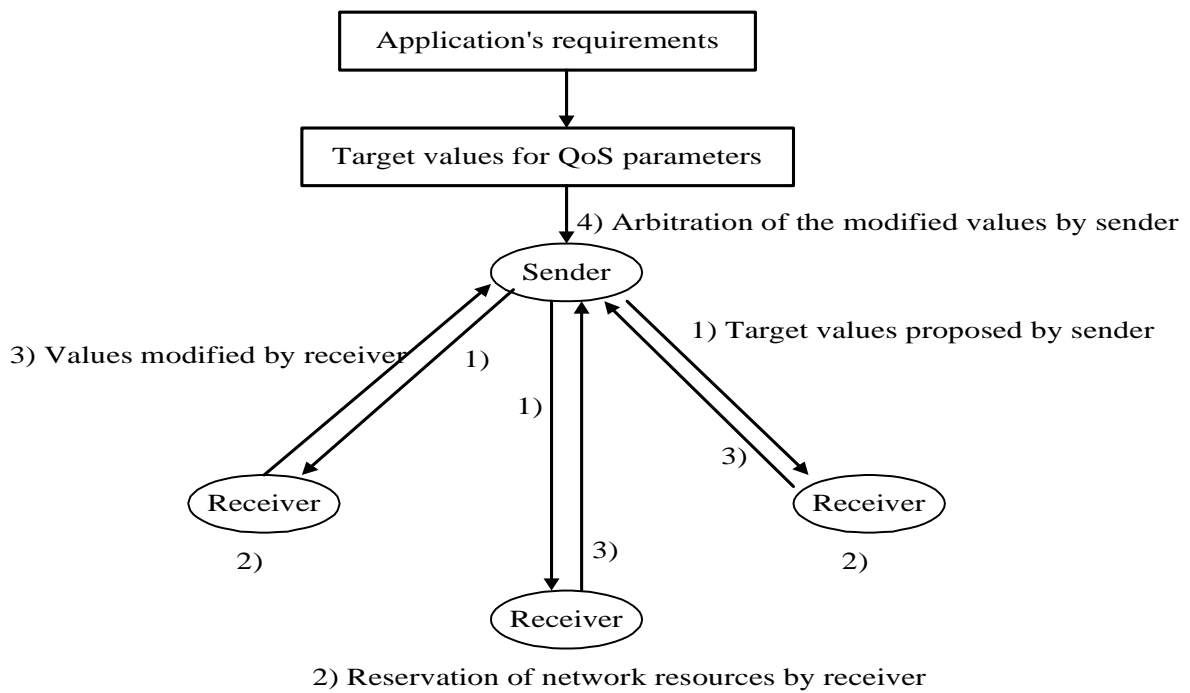 Application's requirements
Target values for QoS parameters
4) Arbitration of the modified values by sender
Sender
1) Target values proposed by sender
3) Values modified by receiver
1)
1)
3)
Receiver
Receiver
2)
3)
2)
Receiver
2) Reservation of network resources by receiver